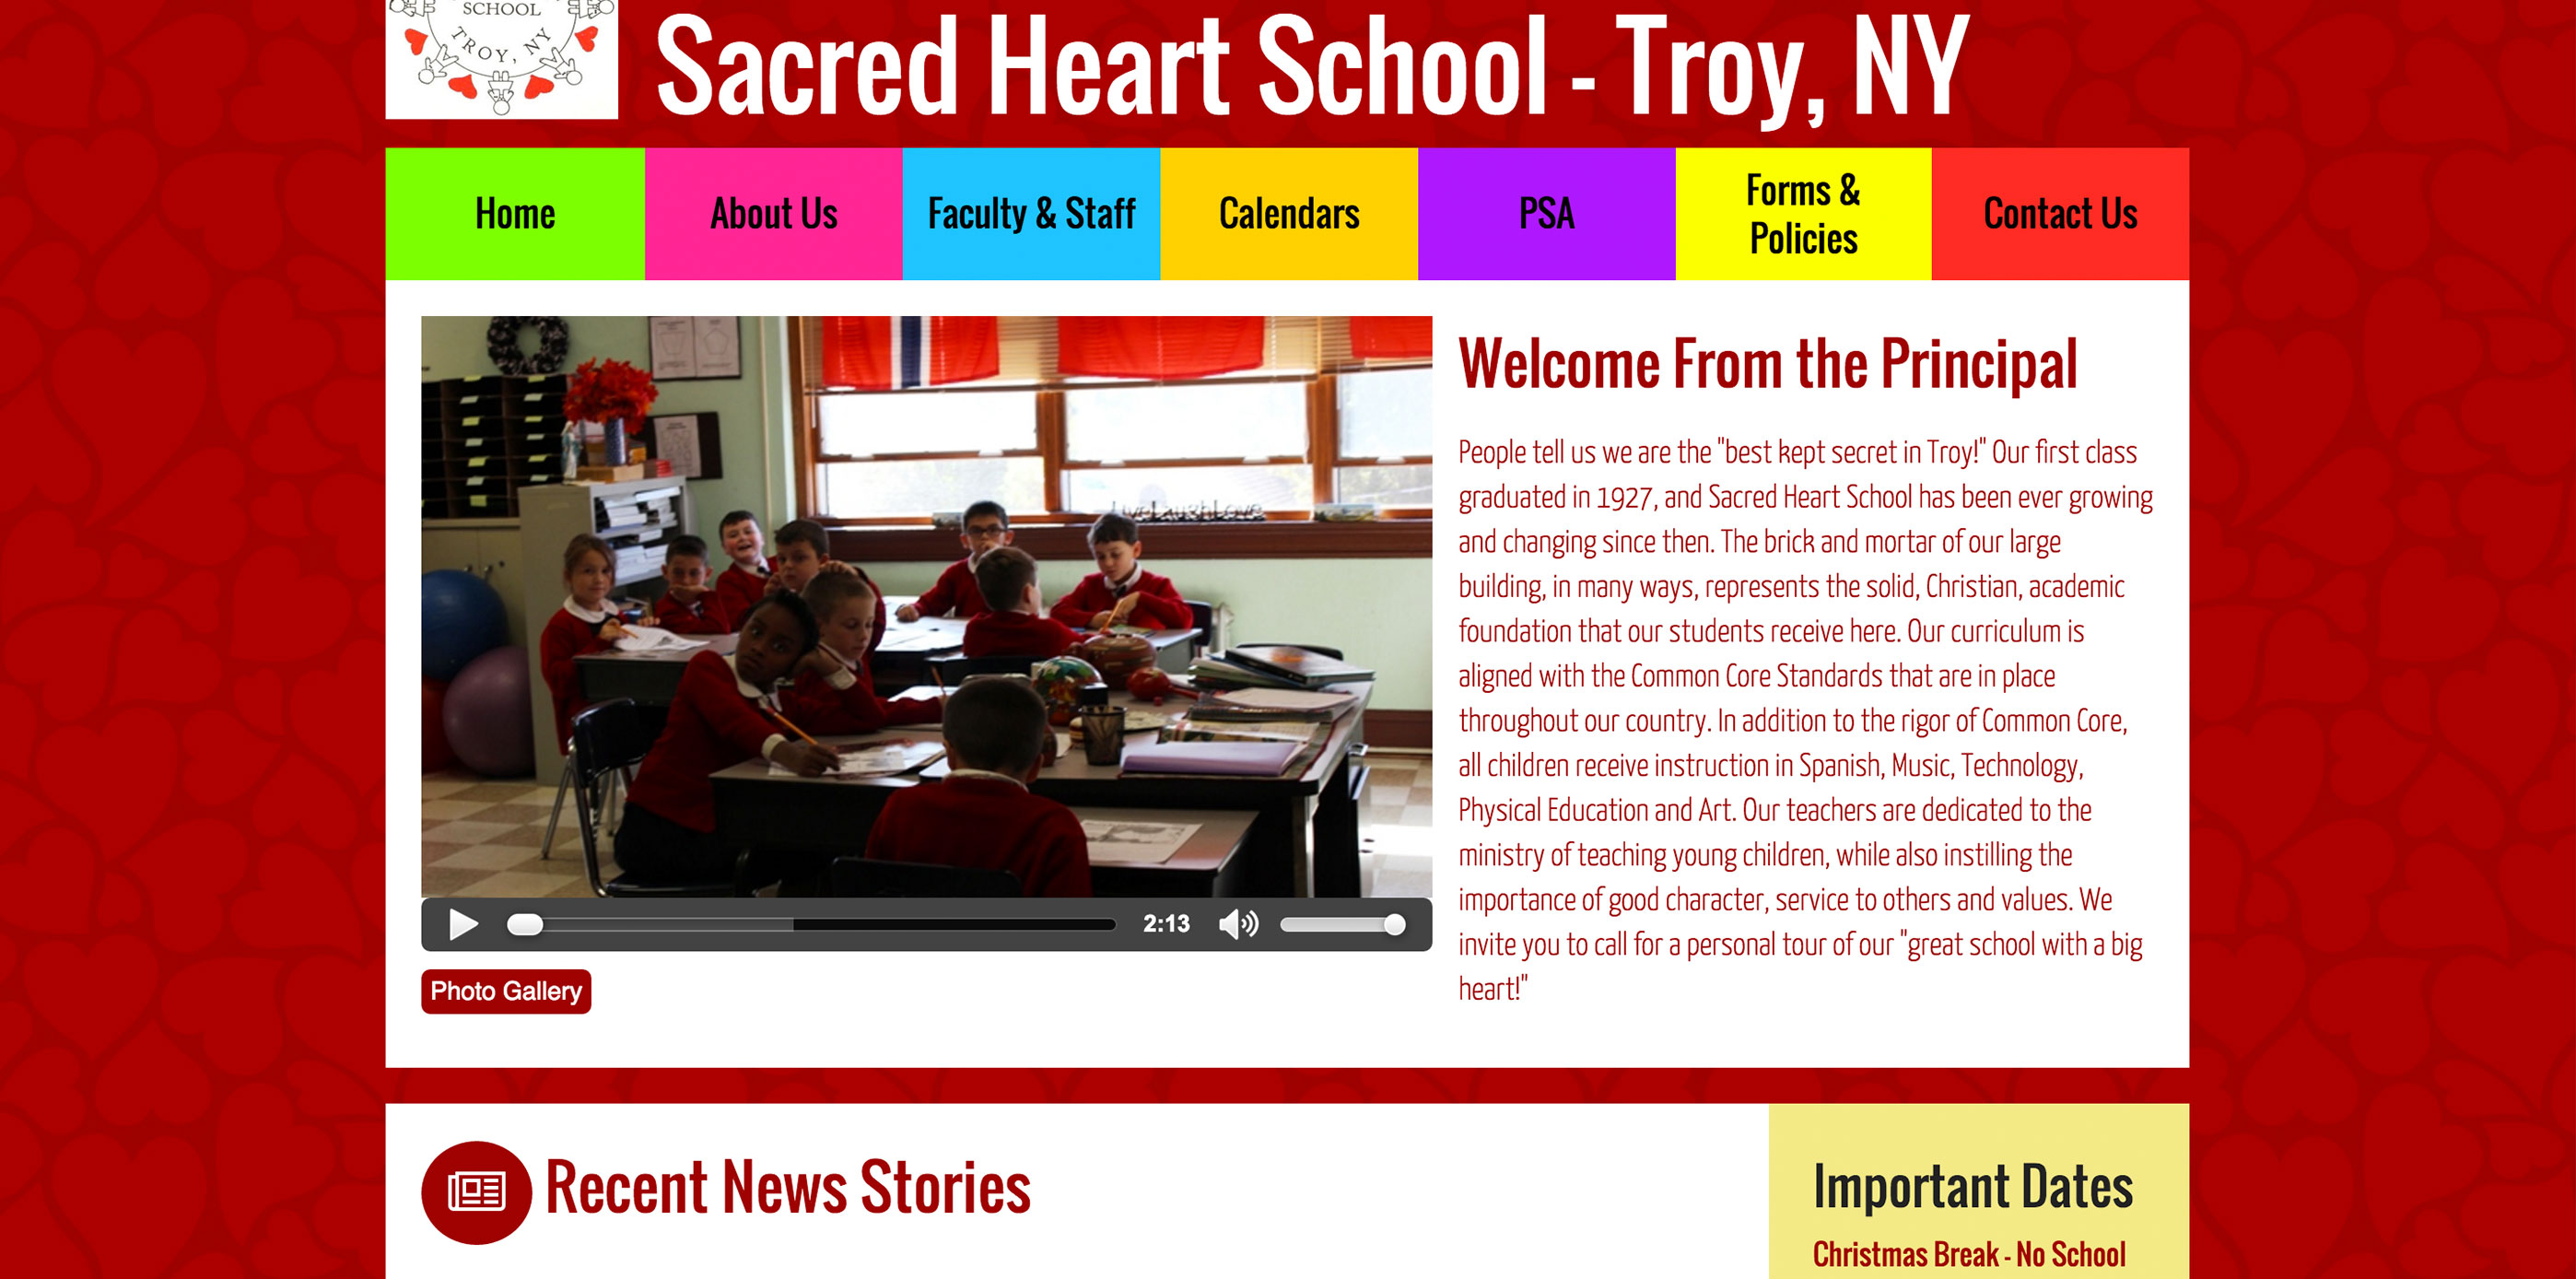 SCHOOL
TROY, NY
Sacred Heart School - Troy, NY
Home
About Us
Faculty & Staff
Calendars
PSA
Forms &
Policies
Contact Us
LiveLaughLove
Welcome From the Principal
People tell us we are the "best kept secret in Troy!" Our first class
graduated in 1927, and Sacred Heart School has been ever growing
and changing since then. The brick and mortar of our large
building, in many ways, represents the solid, Christian, academic
foundation that our students receive here. Our curriculum is
aligned with the Common Core Standards that are in place
throughout our country. In addition to the rigor of Common Core,
all children receive instruction in Spanish, Music, Technology,
Physical Education and Art. Our teachers are dedicated to the
ministry of teaching young children, while also instilling the
importance of good character, service to others and values. We
invite you to call for a personal tour of our "great school with a big
heart!"
2:13
Photo Gallery
Recent News Stories
Important Dates
Christmas Break - No School